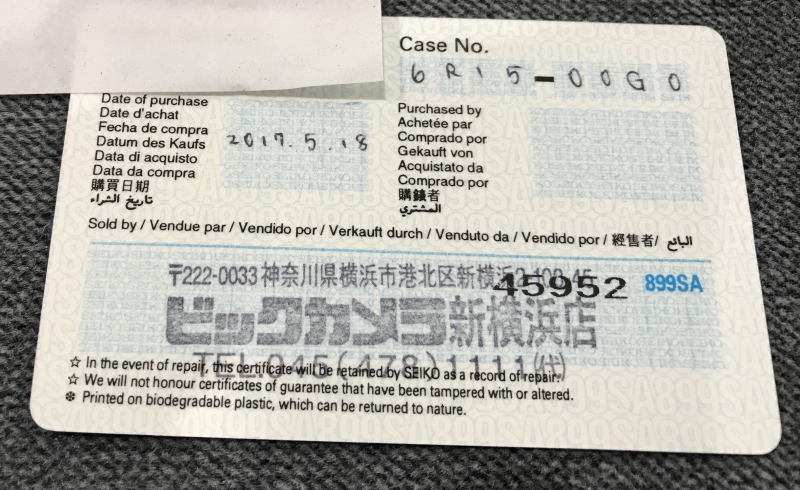 Case No.
6R15-00G0
Date of purchase
Date d'achat
Fecha de compra
Datum des Kaufs
Data di acquisto
Data da compra
購買日期
تاريخ الشراء
2017.5.18
Purchased by
Achetée par
Comprado por
Gekauft von
Acquistato da
Comprado por
購錶者
المشتري
Sold by / Vendue par / Vendido por / Verkauft durch / Venduto da / Vendido por / 經售者/ البائع
〒222-0033 神奈川県横浜市港北区新横浜
45952 899SA
ビックカメラ新横浜店
TEL.045(478)1111(代)
☆ In the event of repair, this certificate will be retained by SEIKO as a record of repair.
☆ We will not honour certificates of guarantee that have been tampered with or altered.
❆ Printed on biodegradable plastic, which can be returned to nature.